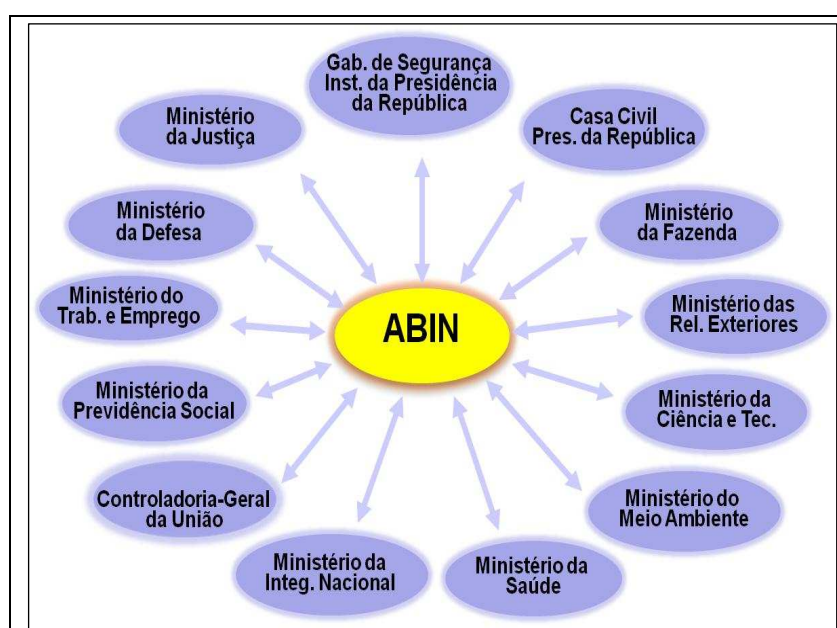 Gab. de Segurança
Inst. da Presidência
da República
Casa Civil
Pres. da República
Ministério
da Fazenda
Ministério das
Rel. Exteriores
Ministério da
Ciência e Tec.
Ministério do
Meio Ambiente
Ministério da
Saúde
Ministério da
Integ. Nacional
Controladoria-Geral
da União
Ministério da
Previdência Social
Ministério do
Trab. e Emprego
Ministério
da Defesa
Ministério
da Justiça
ABIN